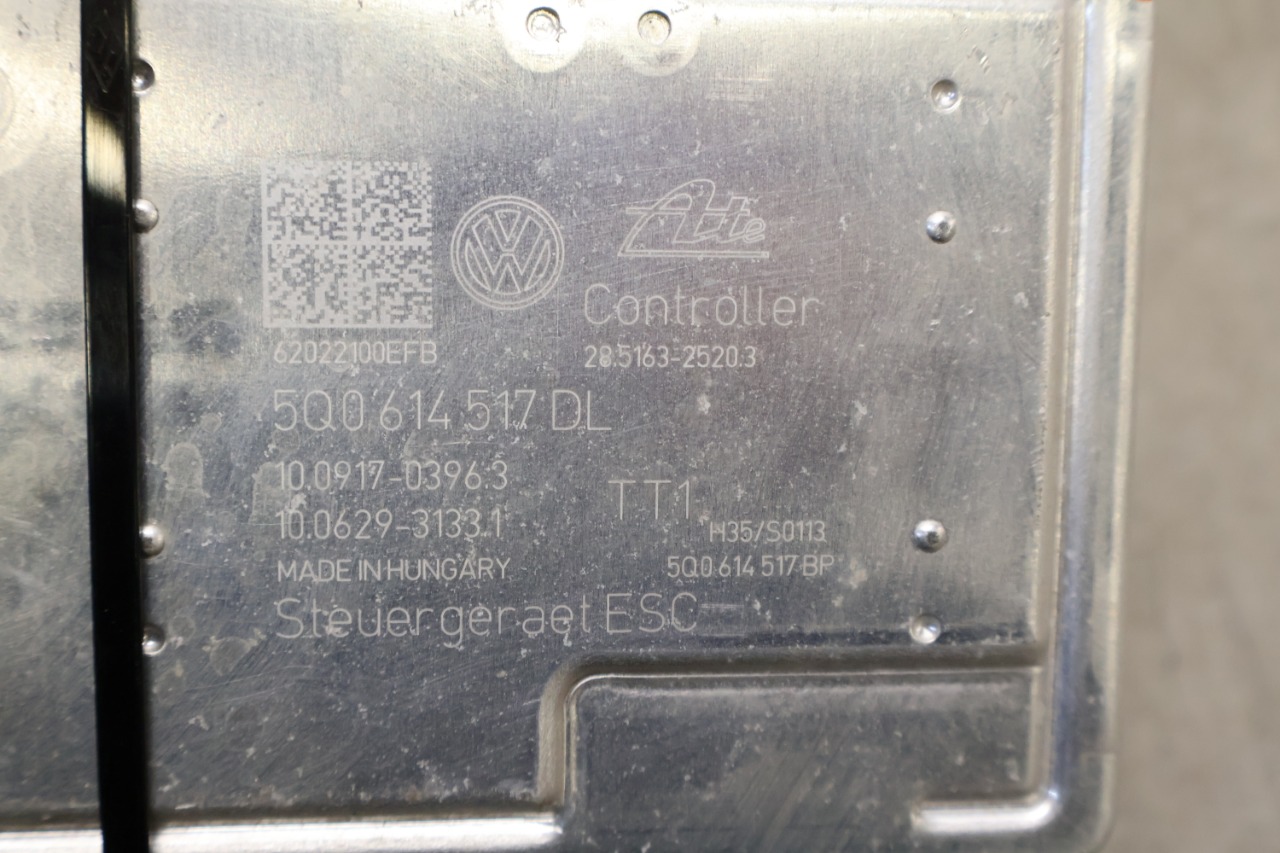 Ate
Controller
62022100EFB
28.5163-2520.3
5Q0 614 517 DL
10.0917-0396.3
TT1
10.0629-3133.1
H35/S0113
MADE IN HUNGARY
5Q0 614 517 BP
Steuergeraet ESC